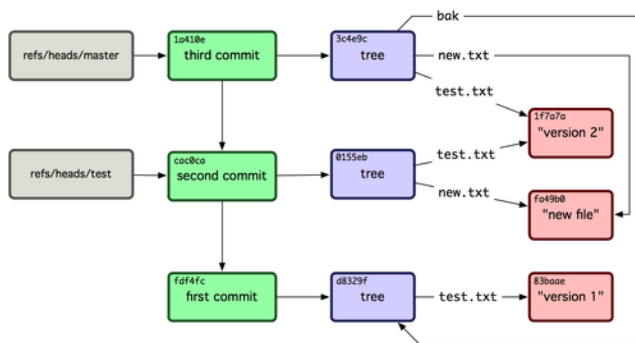 bak
1a410e
3c4e9c
refs/heads/master
third commit
tree
new.txt
test.txt
1f7a7a
"version 2"
cac0ca
0155eb
test.txt
refs/heads/test
second commit
tree
new.txt
fa49b0
"new file"
fdf4fc
d8329f
83baae
first commit
tree
test.txt
"version 1"